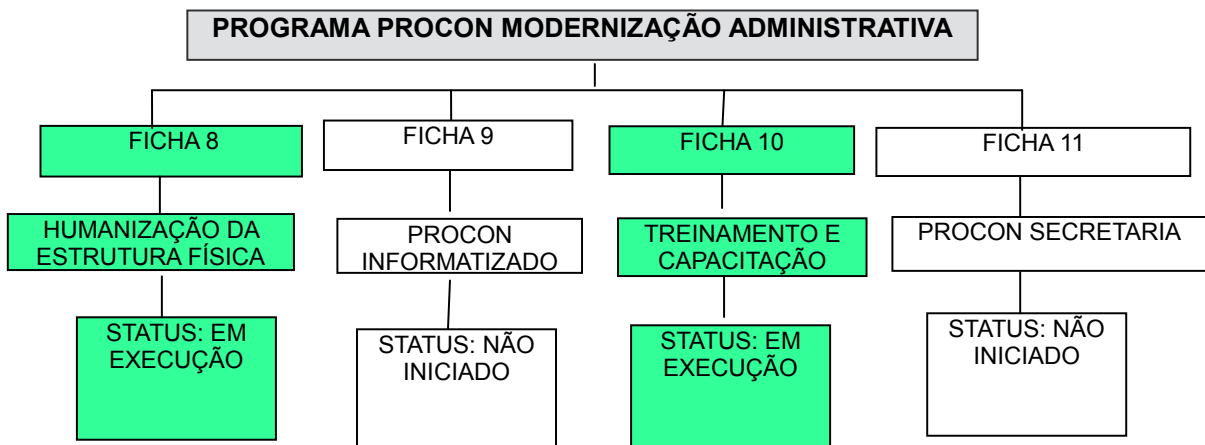 PROGRAMA PROCON MODERNIZAÇÃO ADMINISTRATIVA
FICHA 8
HUMANIZAÇÃO DA
ESTRUTURA FÍSICA
STATUS: EM
EXECUÇÃO
FICHA 9
PROCON
INFORMATIZADO
STATUS: NÃO
INICIADO
FICHA 10
TREINAMENTO E
CAPACITAÇÃO
STATUS: EM
EXECUÇÃO
FICHA 11
PROCON SECRETARIA
STATUS: NÃO
INICIADO